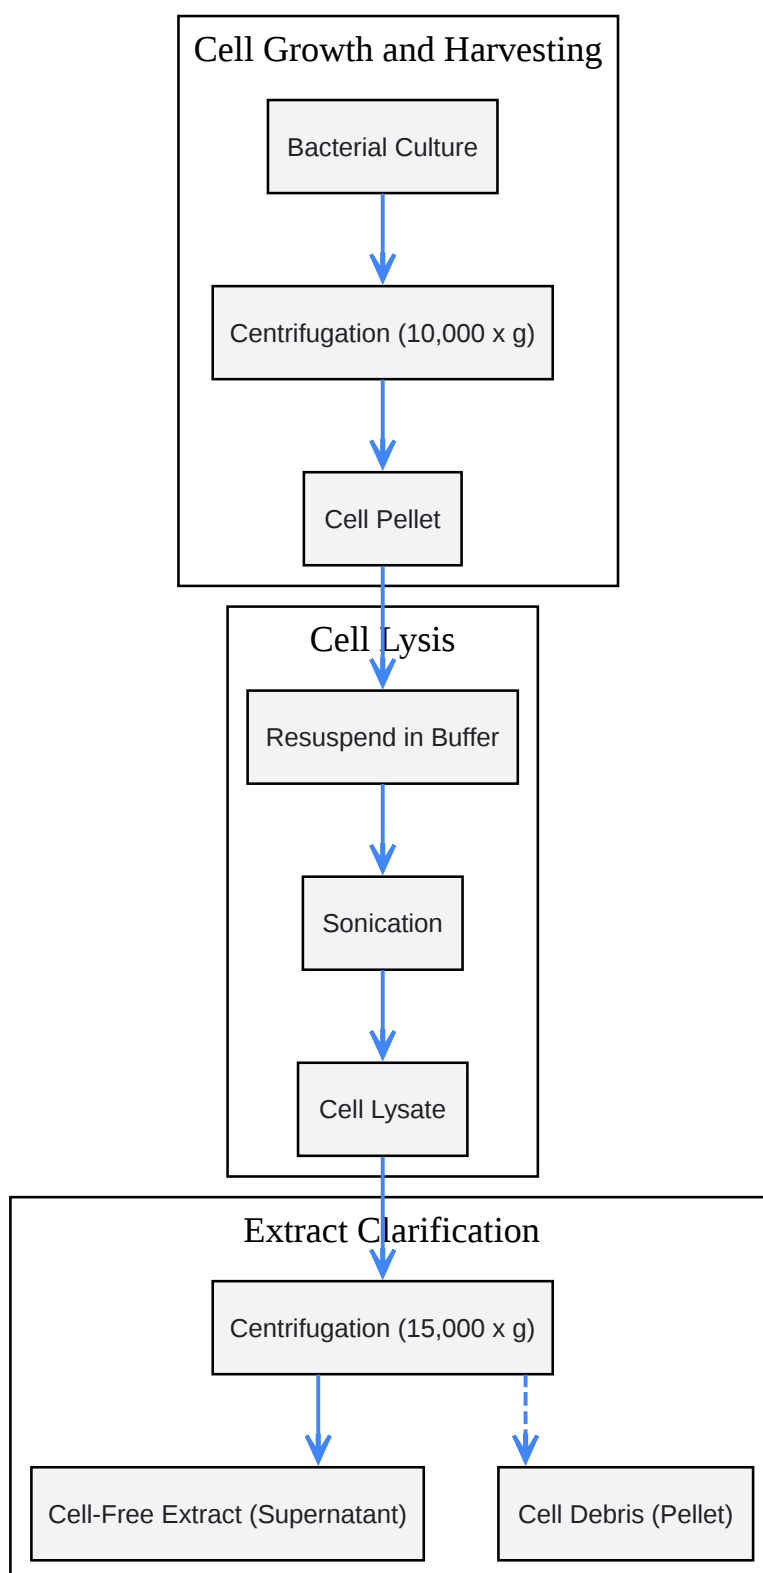 Cell Growth and Harvesting
Bacterial Culture
Centrifugation (10,000 x g)
Cell Pellet
Cell Lysis
Resuspend in Buffer
Sonication
Cell Lysate
Extract Clarification
Centrifugation (15,000 x g)
Cell-Free Extract (Supernatant)
Cell Debris (Pellet)